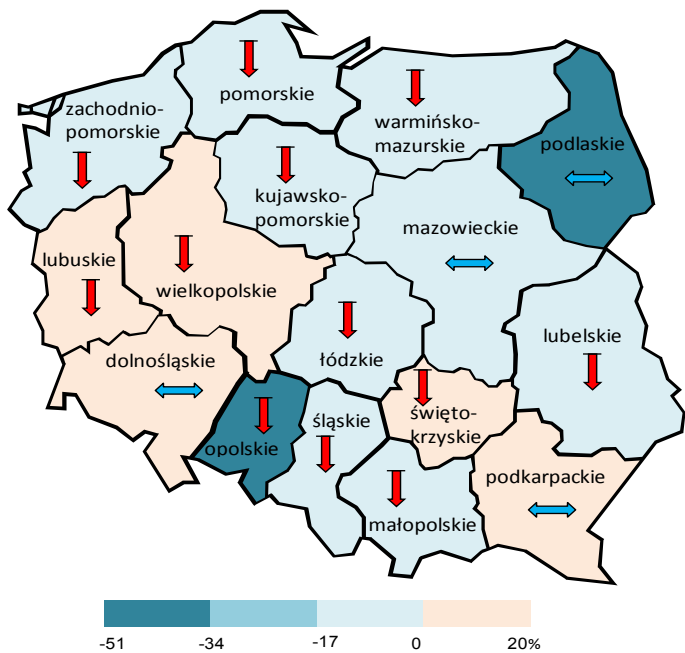 pomorskie
zachodnio-
pomorskie
warmińsko-
mazurskie
podlaskie
kujawsko-
pomorskie
mazowieckie
lubuskie
wielkopolskie
lubelskie
dolnośląskie
łódzkie
święto-
krzyskie
śląskie
opolskie
podkarpackie
małopolskie
-51 -34 -17 0 20%